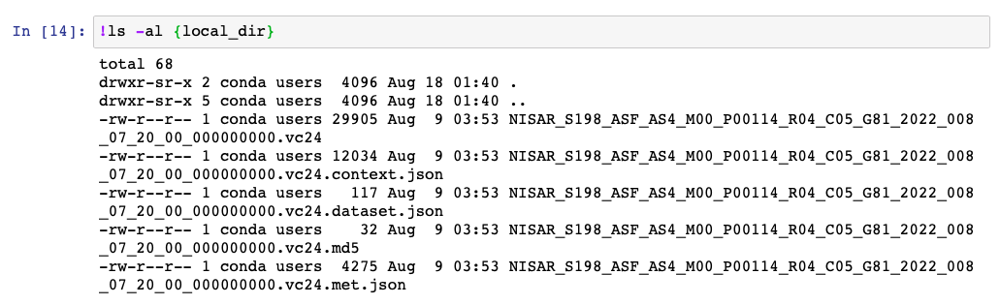 In [14]: !ls -al {local_dir}
total 68
drwxr-sr-x 2 conda users  4096 Aug 18 01:40 .
drwxr-sr-x 5 conda users  4096 Aug 18 01:40 ..
-rw-r--r-- 1 conda users 29905 Aug  9 03:53 NISAR_S198_ASF_AS4_M00_P00114_R04_C05_G81_2022_008
_07_20_00_000000000.vc24
-rw-r--r-- 1 conda users 12034 Aug  9 03:53 NISAR_S198_ASF_AS4_M00_P00114_R04_C05_G81_2022_008
_07_20_00_000000000.vc24.context.json
-rw-r--r-- 1 conda users   117 Aug  9 03:53 NISAR_S198_ASF_AS4_M00_P00114_R04_C05_G81_2022_008
_07_20_00_000000000.vc24.dataset.json
-rw-r--r-- 1 conda users    32 Aug  9 03:53 NISAR_S198_ASF_AS4_M00_P00114_R04_C05_G81_2022_008
_07_20_00_000000000.vc24.md5
-rw-r--r-- 1 conda users  4275 Aug  9 03:53 NISAR_S198_ASF_AS4_M00_P00114_R04_C05_G81_2022_008
_07_20_00_000000000.vc24.met.json